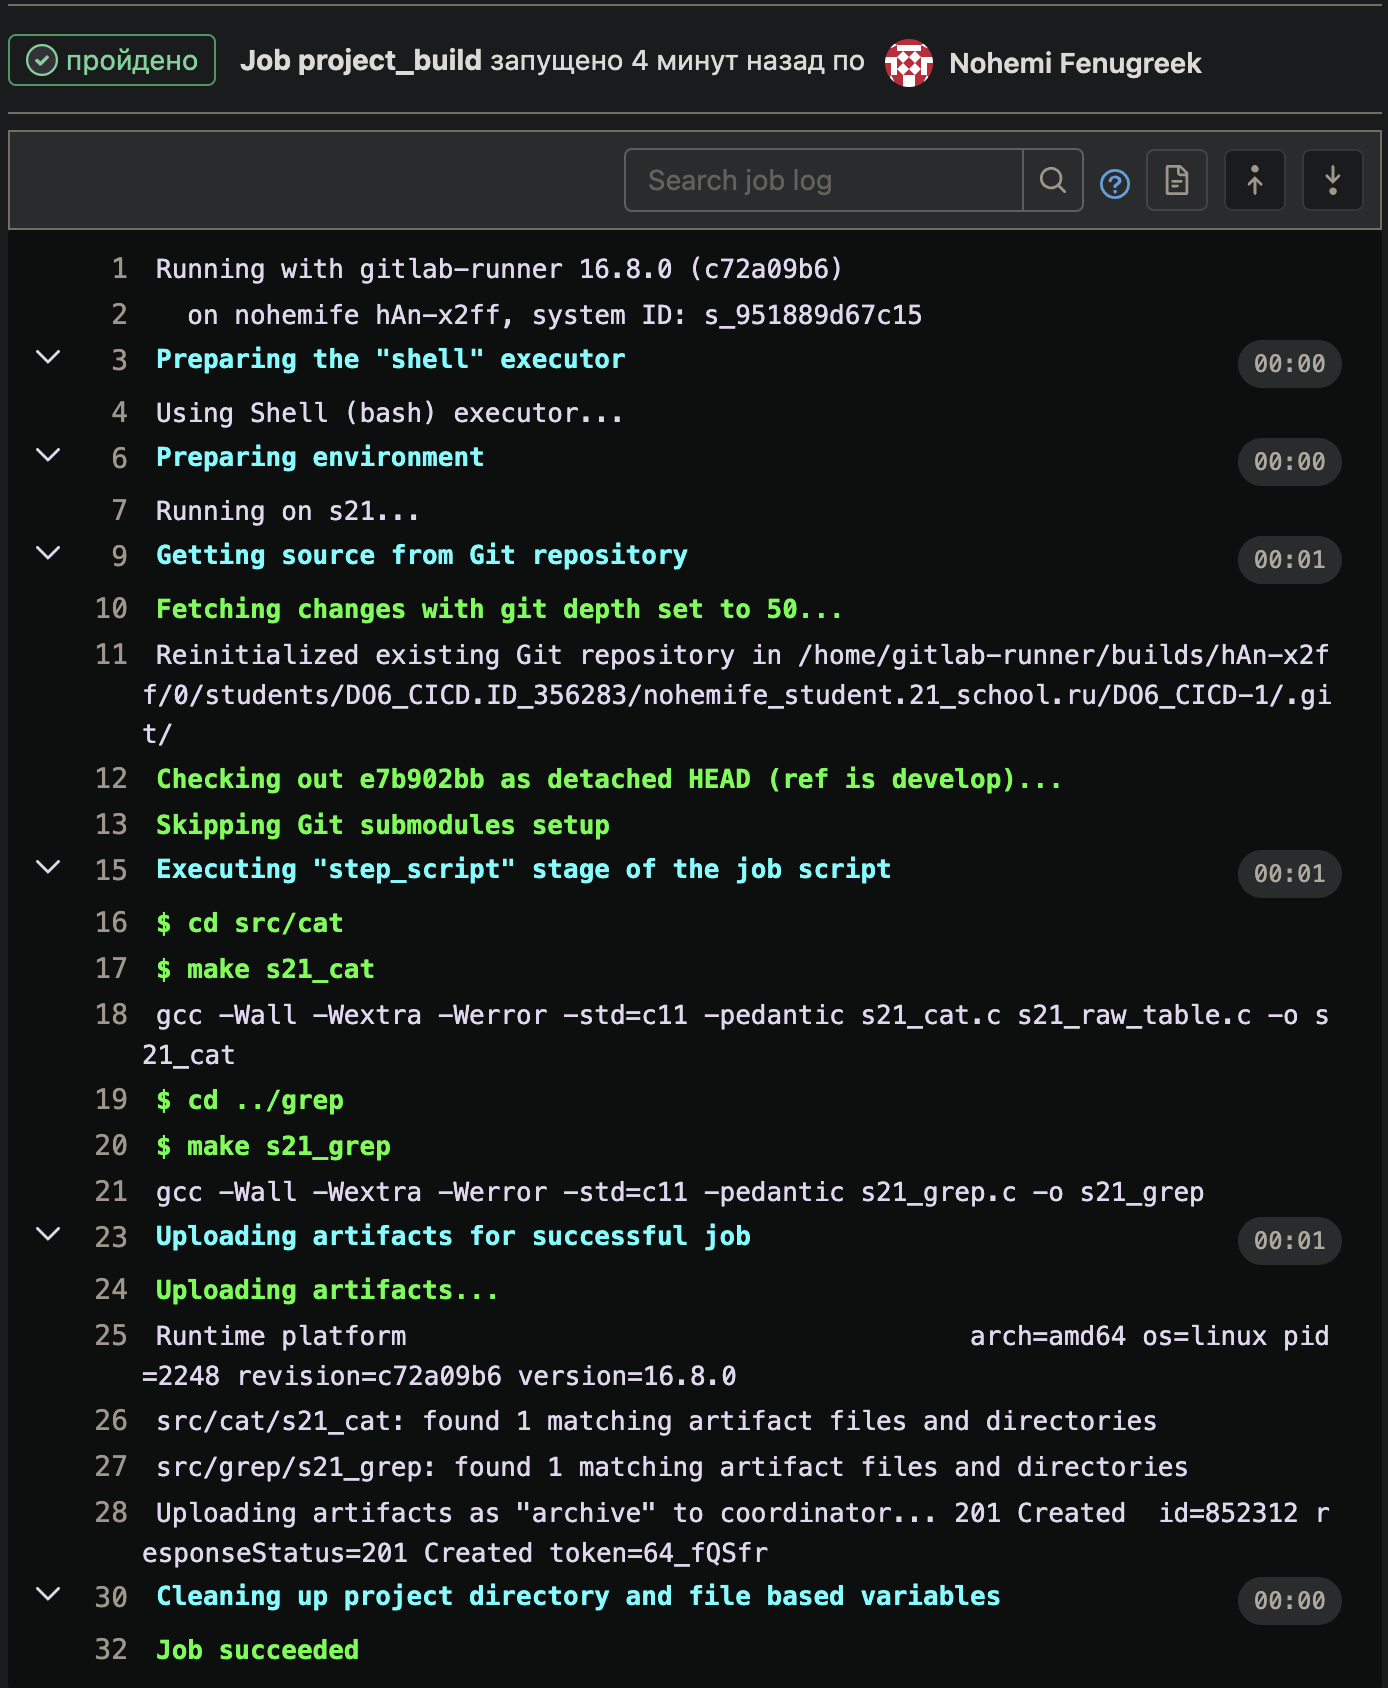 пройдено Job project_build запущено 4 минут назад по Nohemi Fenugreek
Search job log
1 Running with gitlab-runner 16.8.0 (c72a09b6)
2 on nohemife hAn-x2ff, system ID: s_951889d67c15
3 Preparing the "shell" executor 00:00
4 Using Shell (bash) executor...
6 Preparing environment 00:00
7 Running on s21...
9 Getting source from Git repository 00:01
10 Fetching changes with git depth set to 50...
11 Reinitialized existing Git repository in /home/gitlab-runner/builds/hAn-x2f
f/0/students/DO6_CICD.ID_356283/nohemife_student.21_school.ru/DO6_CICD-1/.gi
t/
12 Checking out e7b902bb as detached HEAD (ref is develop)...
13 Skipping Git submodules setup
15 Executing "step_script" stage of the job script 00:01
16 $ cd src/cat
17 $ make s21_cat
18 gcc -Wall -Wextra -Werror -std=c11 -pedantic s21_cat.c s21_raw_table.c -o s
21_cat
19 $ cd ../grep
20 $ make s21_grep
21 gcc -Wall -Wextra -Werror -std=c11 -pedantic s21_grep.c -o s21_grep
23 Uploading artifacts for successful job 00:01
24 Uploading artifacts...
25 Runtime platform arch=amd64 os=linux pid
=2248 revision=c72a09b6 version=16.8.0
26 src/cat/s21_cat: found 1 matching artifact files and directories
27 src/grep/s21_grep: found 1 matching artifact files and directories
28 Uploading artifacts as "archive" to coordinator... 201 Created id=852312 r
esponseStatus=201 Created token=64_fQSfr
30 Cleaning up project directory and file based variables 00:00
32 Job succeeded